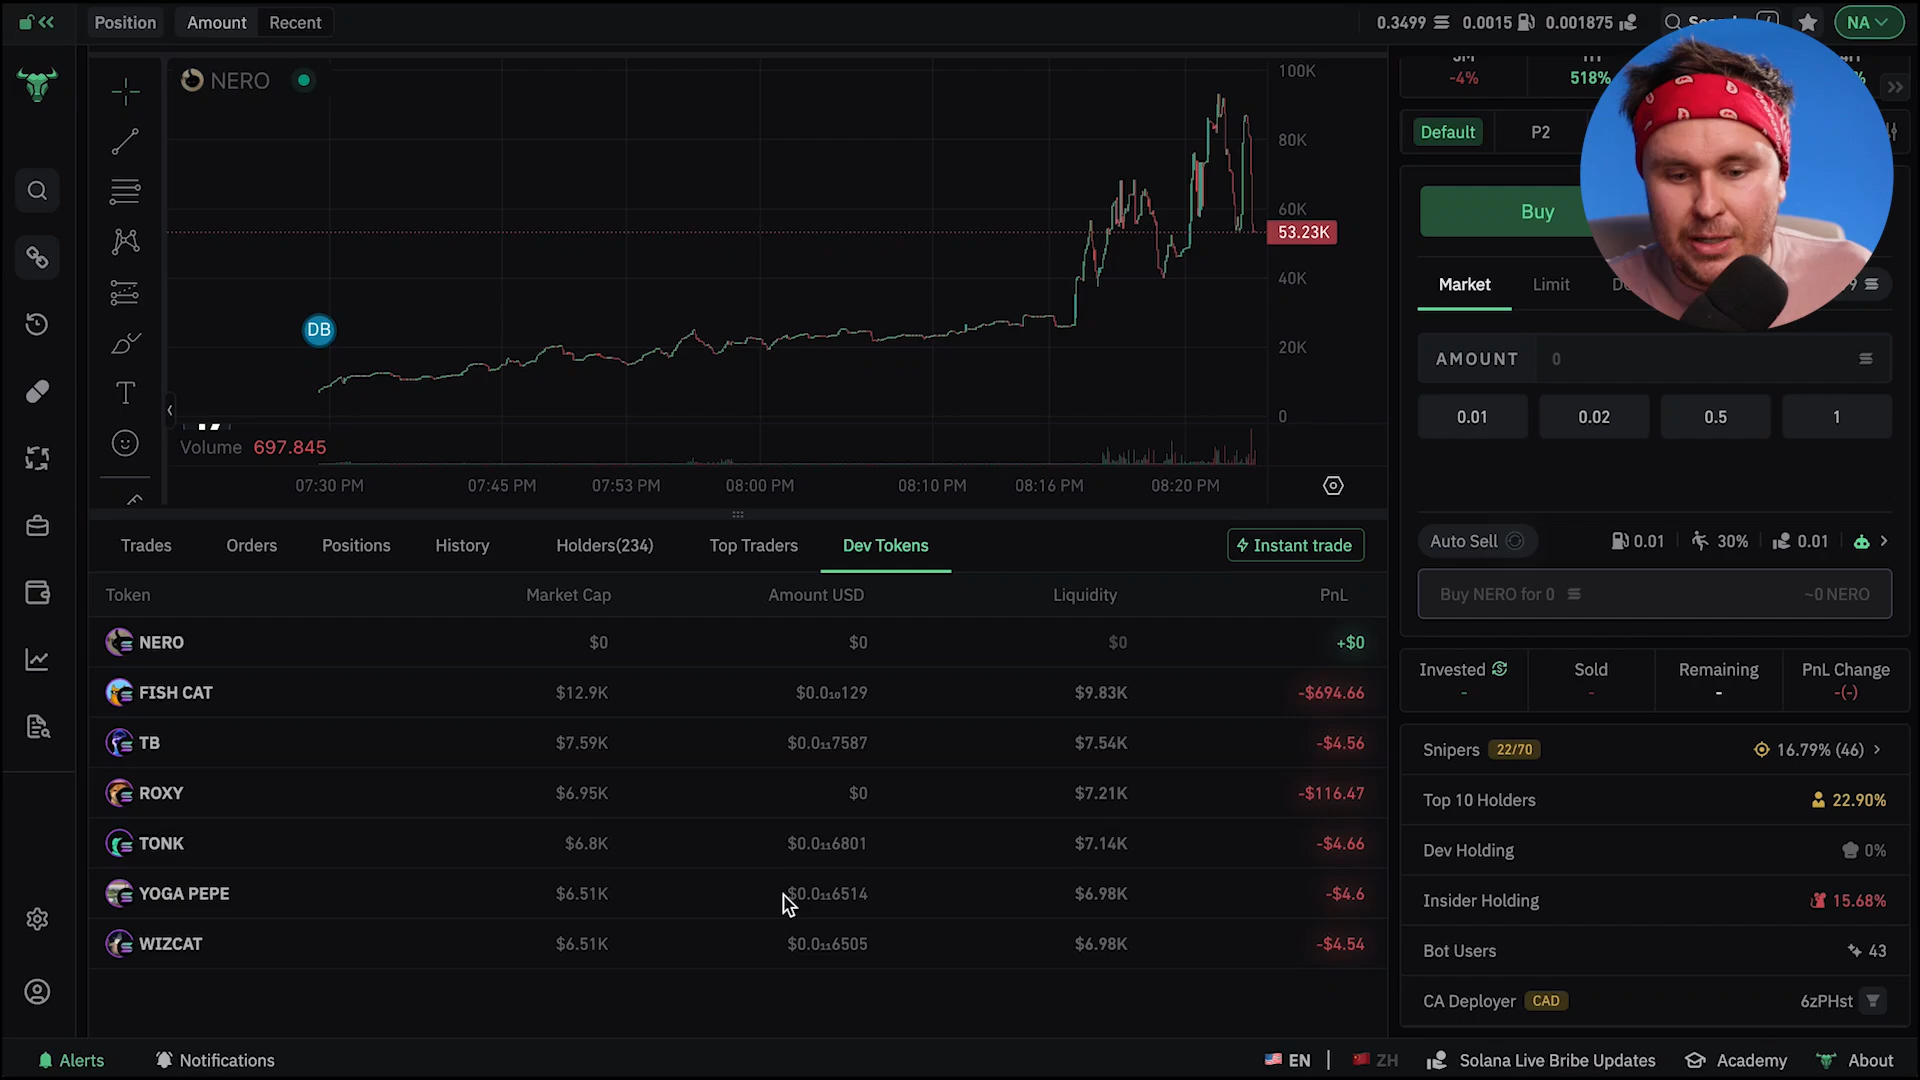 Position Amount Recent 0.3499 0.0015 0.001875 NA
NERO
100K
80K
60K
53.23K
40K
20K
0
DB
Volume 697.845
07:30 PM 07:45 PM 07:53 PM 08:00 PM 08:10 PM 08:16 PM 08:20 PM
-4% 518%
Default P2
Buy
Market Limit
AMOUNT 0
0.01 0.02 0.5 1
Auto Sell 0.01 30% 0.01
Buy NERO for 0 ~0 NERO
Invested Sold Remaining PnL Change
- - - -(-)
Snipers 22/70 16.79% (46)
Top 10 Holders 22.90%
Dev Holding 0%
Insider Holding 15.68%
Bot Users 43
CA Deployer CAD 6zPHst
Trades Orders Positions History Holders(234) Top Traders Dev Tokens Instant trade
Token Market Cap Amount USD Liquidity PnL
NERO $0 $0 $0 +$0
FISH CAT $12.9K $0.0₁₀129 $9.83K -$694.66
TB $7.59K $0.0₁₁7587 $7.54K -$4.56
ROXY $6.95K $0 $7.21K -$116.47
TONK $6.8K $0.0₁₁6801 $7.14K -$4.66
YOGA PEPE $6.51K $0.0₁₁6514 $6.98K -$4.6
WIZCAT $6.51K $0.0₁₁6505 $6.98K -$4.54
Alerts Notifications EN | ZH Solana Live Bribe Updates Academy About